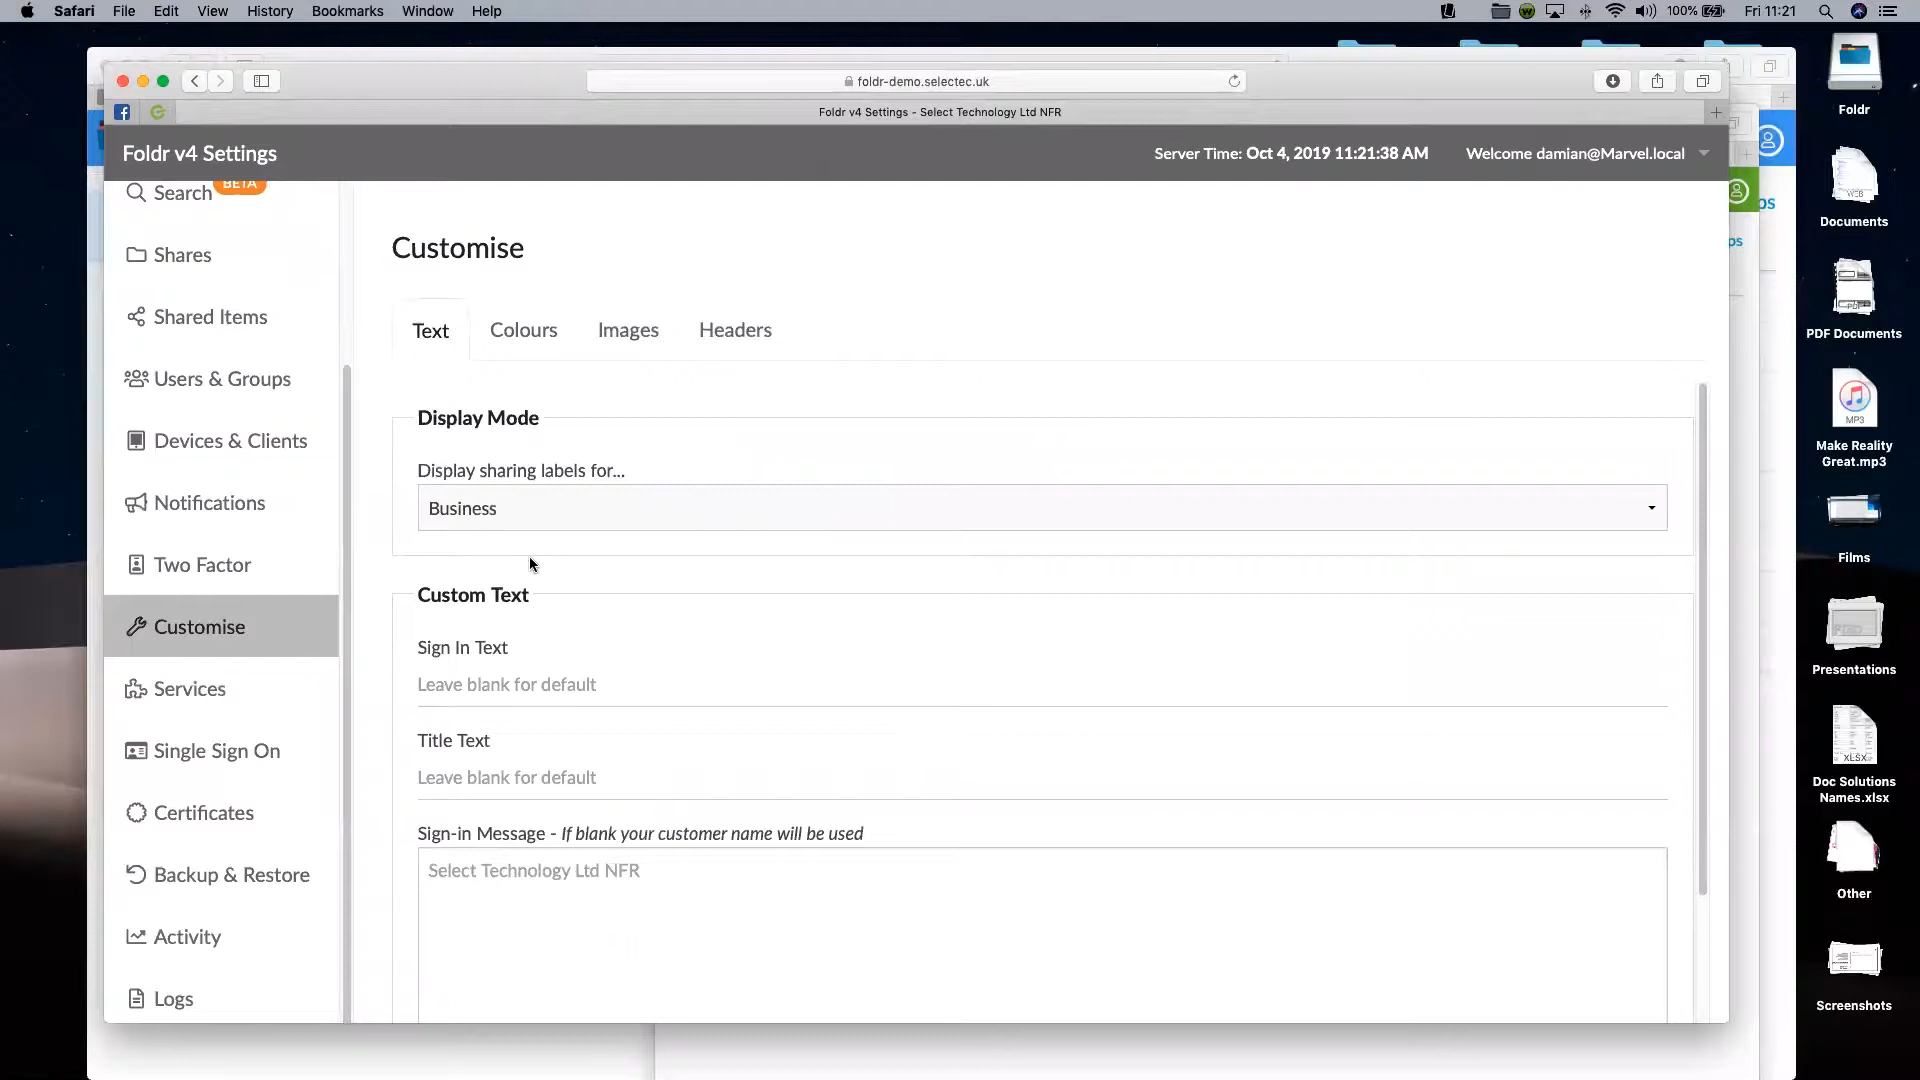 Safari File Edit View History Bookmarks Window Help
100% Fri 11:21
foldr-demo.selectec.uk
Foldr v4 Settings - Select Technology Ltd NFR
Foldr v4 Settings
Server Time: Oct 4, 2019 11:21:38 AM
Welcome damian@Marvel.local
Search BETA
Shares
Shared Items
Users & Groups
Devices & Clients
Notifications
Two Factor
Customise
Services
Single Sign On
Certificates
Backup & Restore
Activity
Logs
Customise
Text Colours Images Headers
Display Mode
Display sharing labels for...
Business
Custom Text
Sign In Text
Leave blank for default
Title Text
Leave blank for default
Sign-in Message - If blank your customer name will be used
Select Technology Ltd NFR
Foldr
WEB
Documents
PDF
PDF Documents
MP3
Make Reality
Great.mp3
Films
Presentations
XLSX
Doc Solutions
Names.xlsx
Other
Screenshots